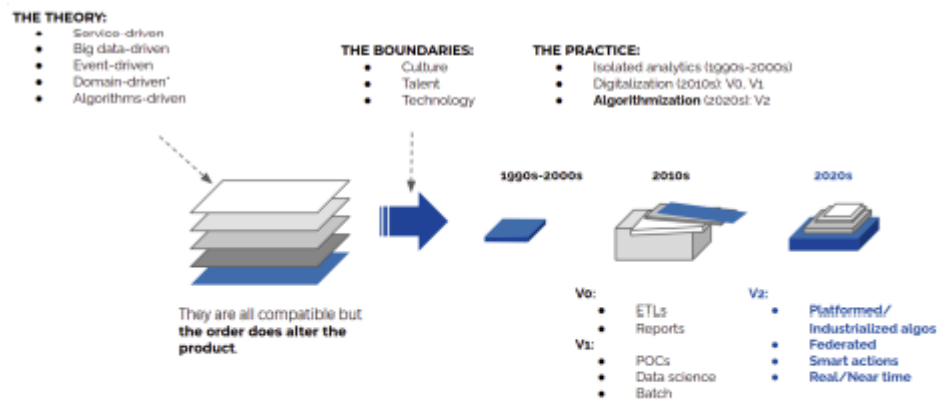 THE THEORY:
● Service-driven
● Big data-driven
● Event-driven
● Domain-driven*
● Algorithms-driven
THE BOUNDARIES:
● Culture
● Talent
● Technology
THE PRACTICE:
● Isolated analytics (1990s-2000s)
● Digitalization (2010s): V0, V1
● Algorithmization (2020s): V2
They are all compatible but
the order does alter the
product.
1990s-2000s
2010s
2020s
V0:
● ETLs
● Reports
V1:
● POCs
● Data science
● Batch
V2:
● Platformed/
Industrialized algos
● Federated
● Smart actions
● Real/Near time